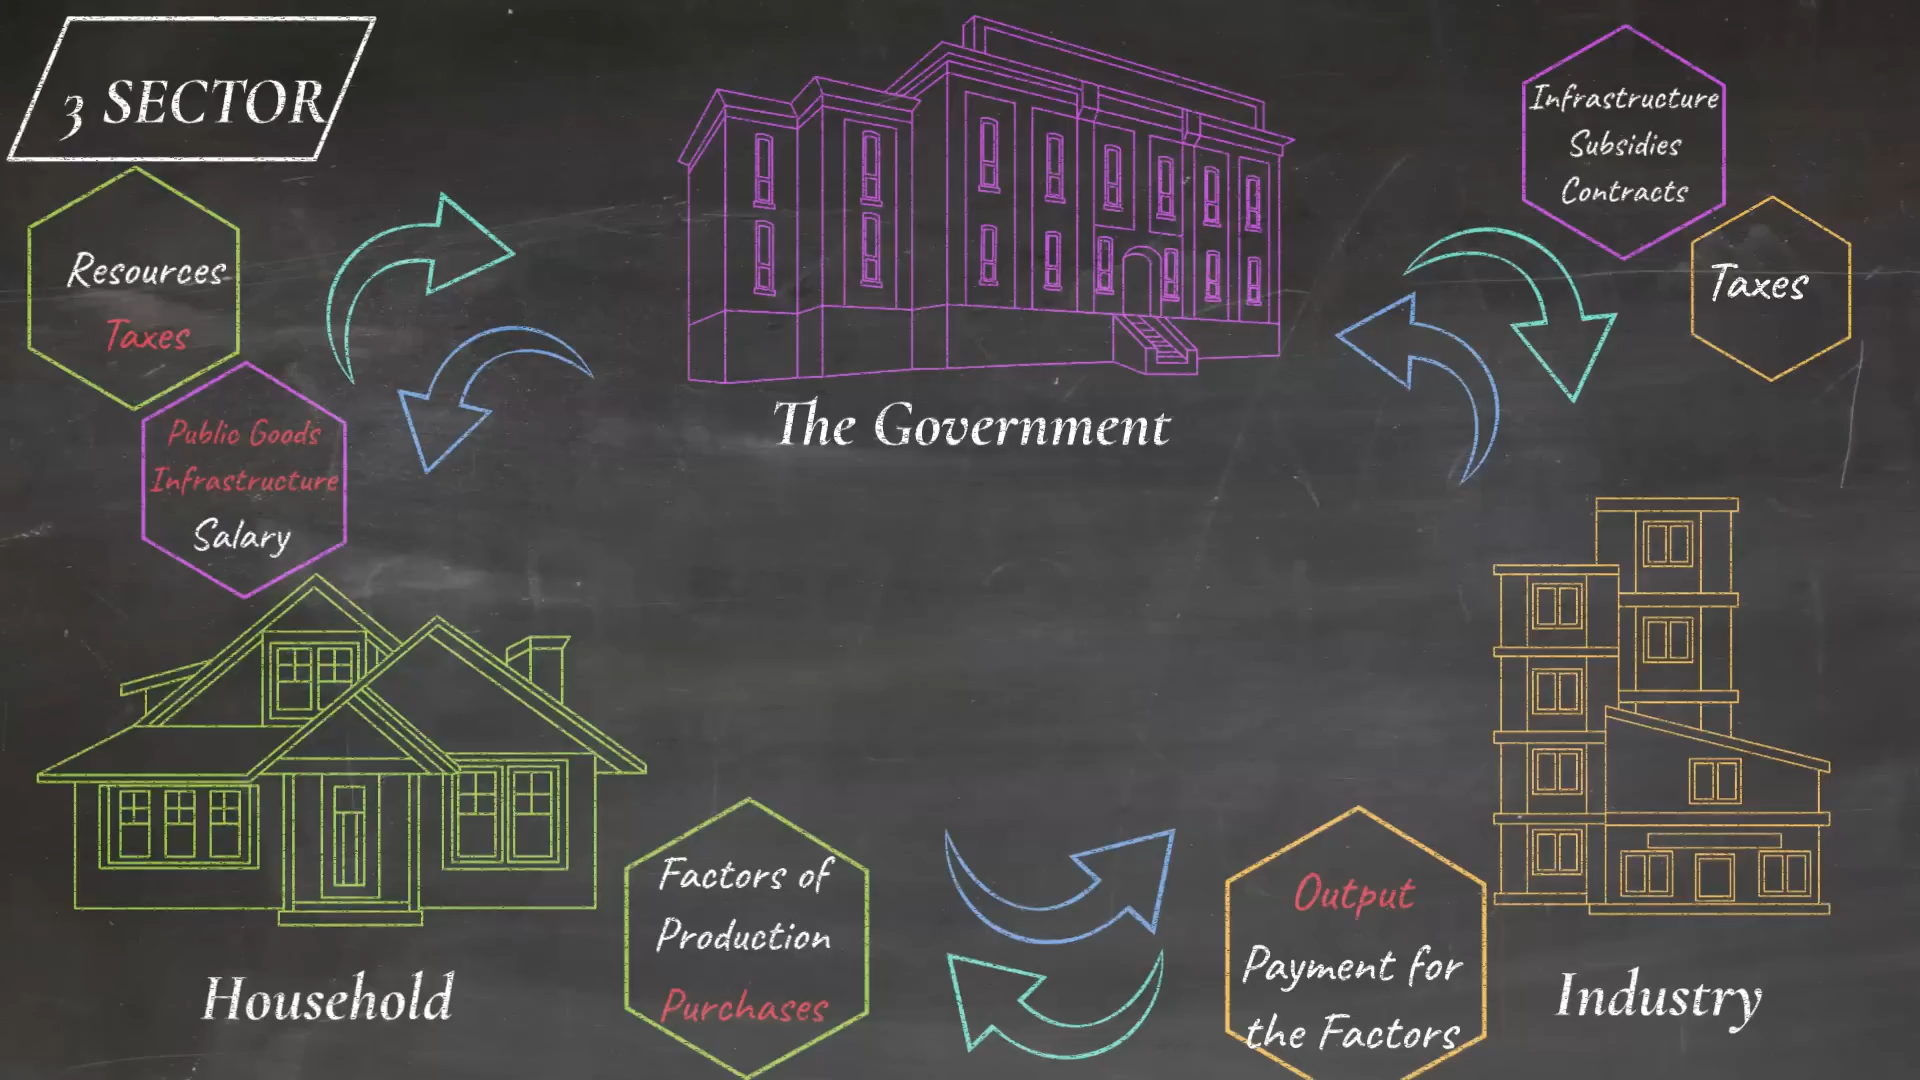 3 SECTOR
Resources
Taxes
Public Goods
Infrastructure
Salary
The Government
Infrastructure
Subsidies
Contracts
Taxes
Household
Factors of
Production
Purchases
Output
Payment for
the Factors
Industry